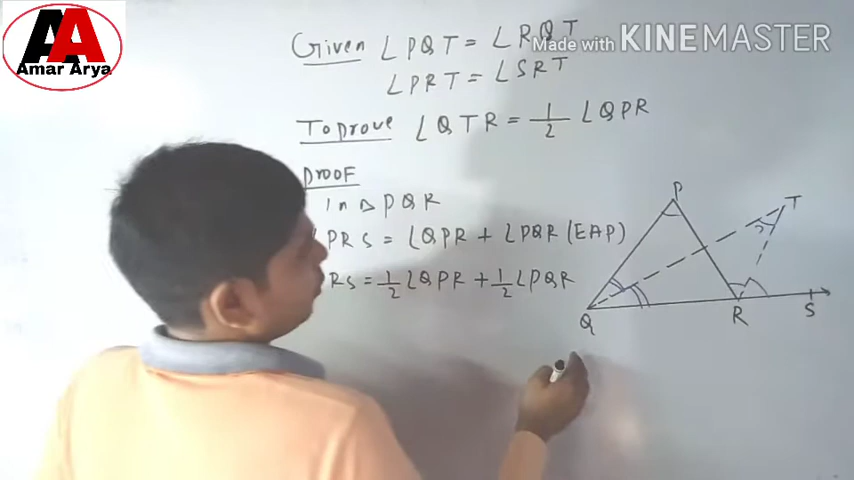 AA
Amar Arya
Made with KINEMASTER
Given ∠PQT = ∠RQT
∠PRT = ∠SRT
To prove ∠QTR = 1/2 ∠QPR
Proof
In △ PQR
PRS = ∠QPR + ∠PQR (EAP)
RS = 1/2 ∠QPR + 1/2 ∠PQR
P
T
?
Q
R
S